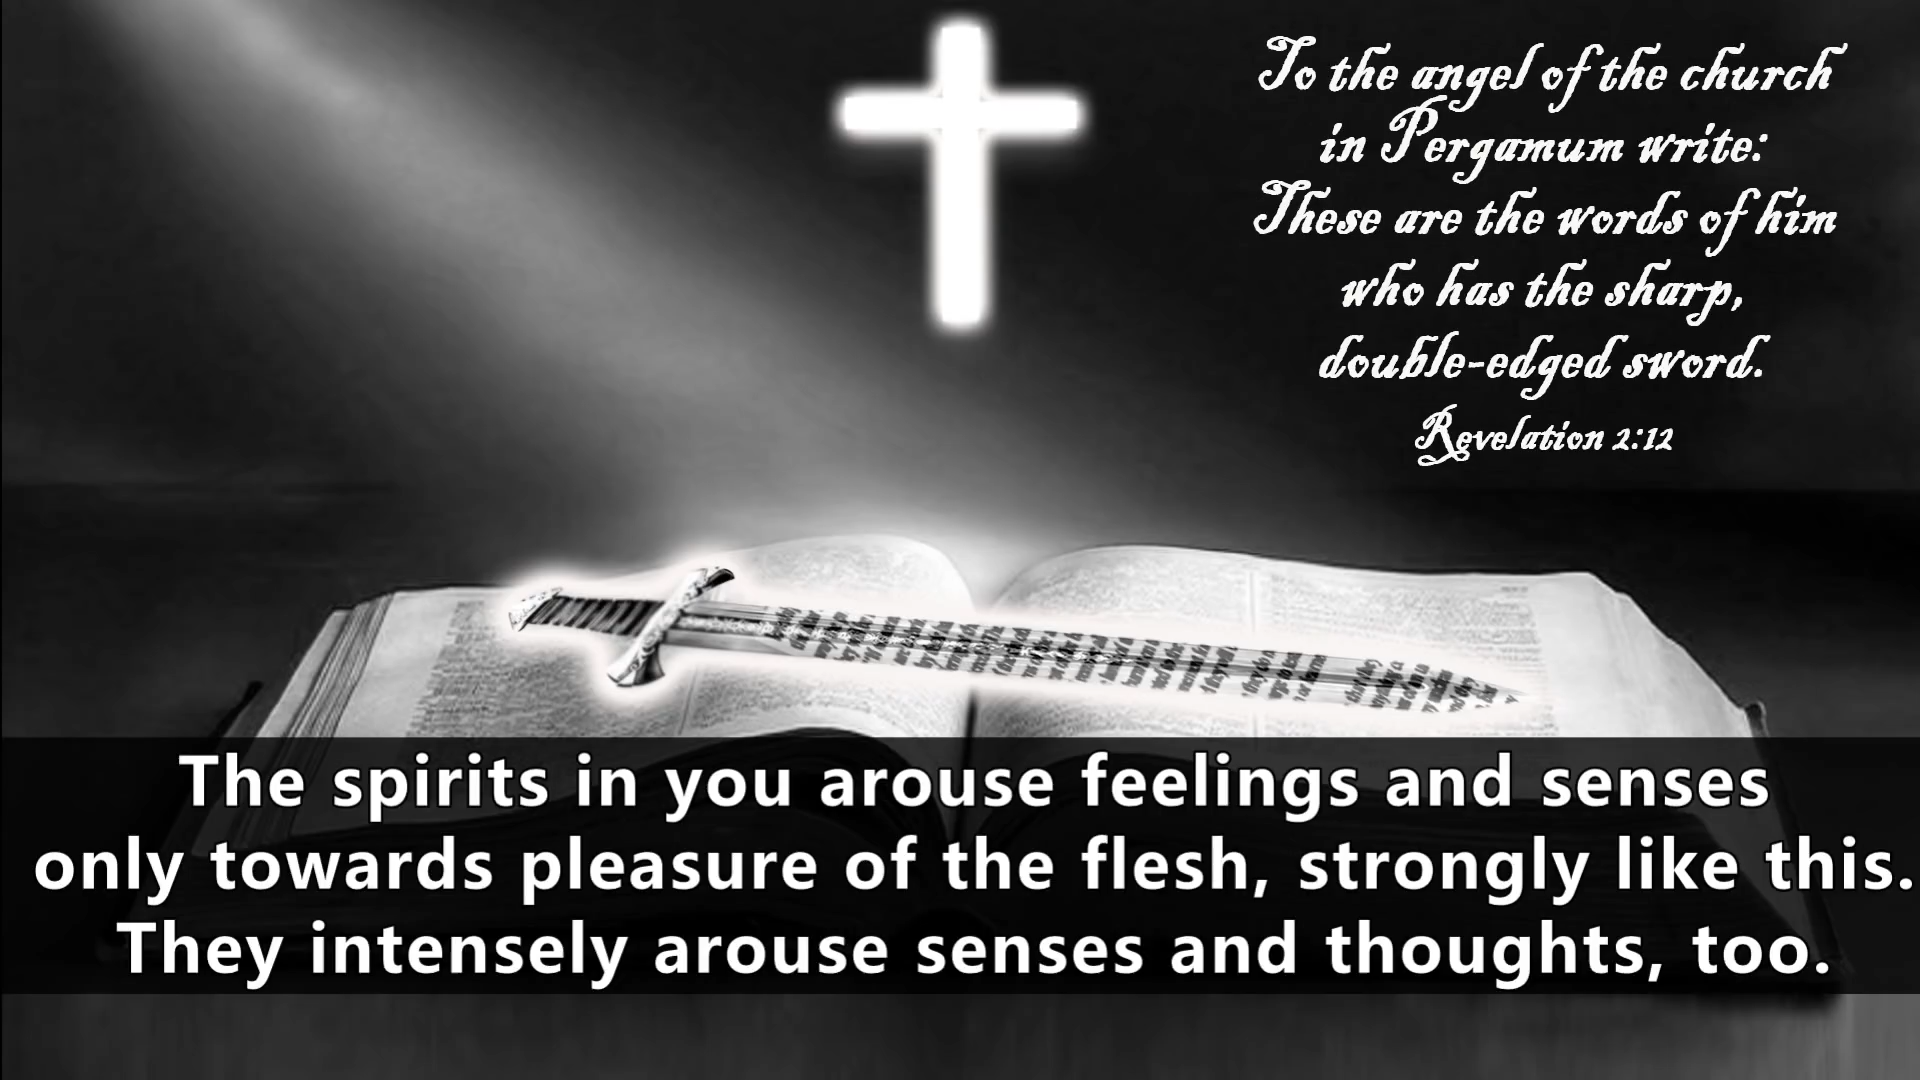 To the angel of the church
in Pergamum write:
These are the words of him
who has the sharp,
double-edged sword.
Revelation 2:12
The spirits in you arouse feelings and senses
only towards pleasure of the flesh, strongly like this.
They intensely arouse senses and thoughts, too.